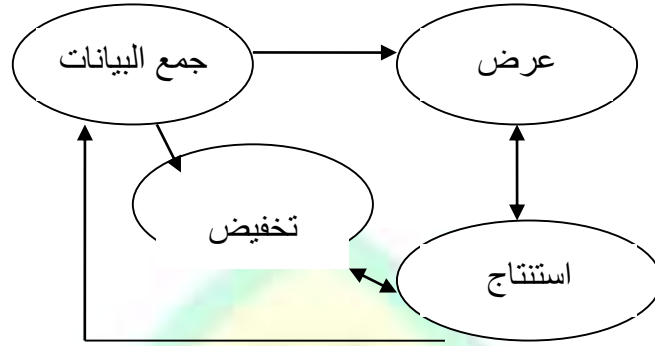 جمع البيانات
عرض
تخفيض
استنتاج